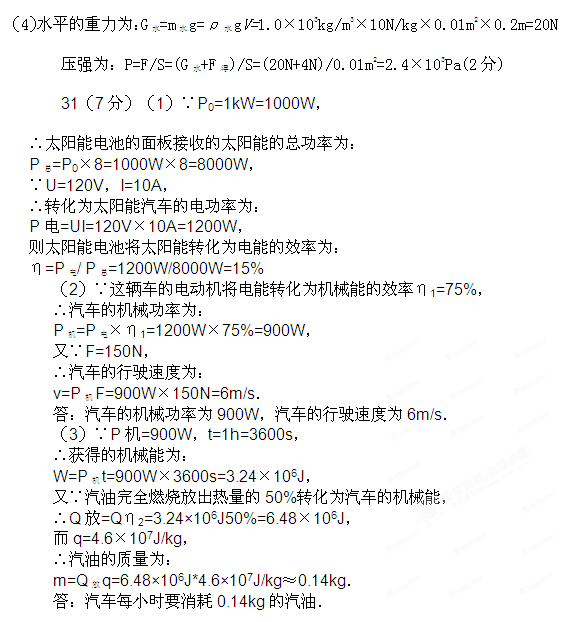 (4)水平的重力为:G水=m水g=ρ水gV=1.0×10³kg/m³×10N/kg×0.01m²×0.2m=20N
压强为:P=F/S=(G水+F浮)/S=(20N+4N)/0.01m²=2.4×10³Pa(2分)
31(7分)(1)∵P₀=1kW=1000W,
∴太阳能电池的面板接收的太阳能的总功率为:
P总=P₀×8=1000W×8=8000W,
∵U=120V,I=10A,
∴转化为太阳能汽车的电功率为:
P电=UI=120V×10A=1200W,
则太阳能电池将太阳能转化为电能的效率为:
η=P电/P总=1200W/8000W=15%
(2)∵这辆车的电动机将电能转化为机械能的效率η₁=75%,
∴汽车的机械功率为:
P机=P电×η₁=1200W×75%=900W,
又∵F=150N,
∴汽车的行驶速度为:
v=P机F=900W×150N=6m/s.
答:汽车的机械功率为900W,汽车的行驶速度为6m/s.
(3)∵P机=900W,t=1h=3600s,
∴获得的机械能为:
W=P机t=900W×3600s=3.24×10⁶J,
又∵汽油完全燃烧放出热量的50%转化为汽车的机械能,
∴Q放=Qη₂=3.24×10⁶J50%=6.48×10⁶J,
而q=4.6×10⁷J/kg,
∴汽油的质量为:
m=Q放q=6.48×10⁶J*4.6×10⁷J/kg≈0.14kg.
答:汽车每小时要消耗0.14kg的汽油.